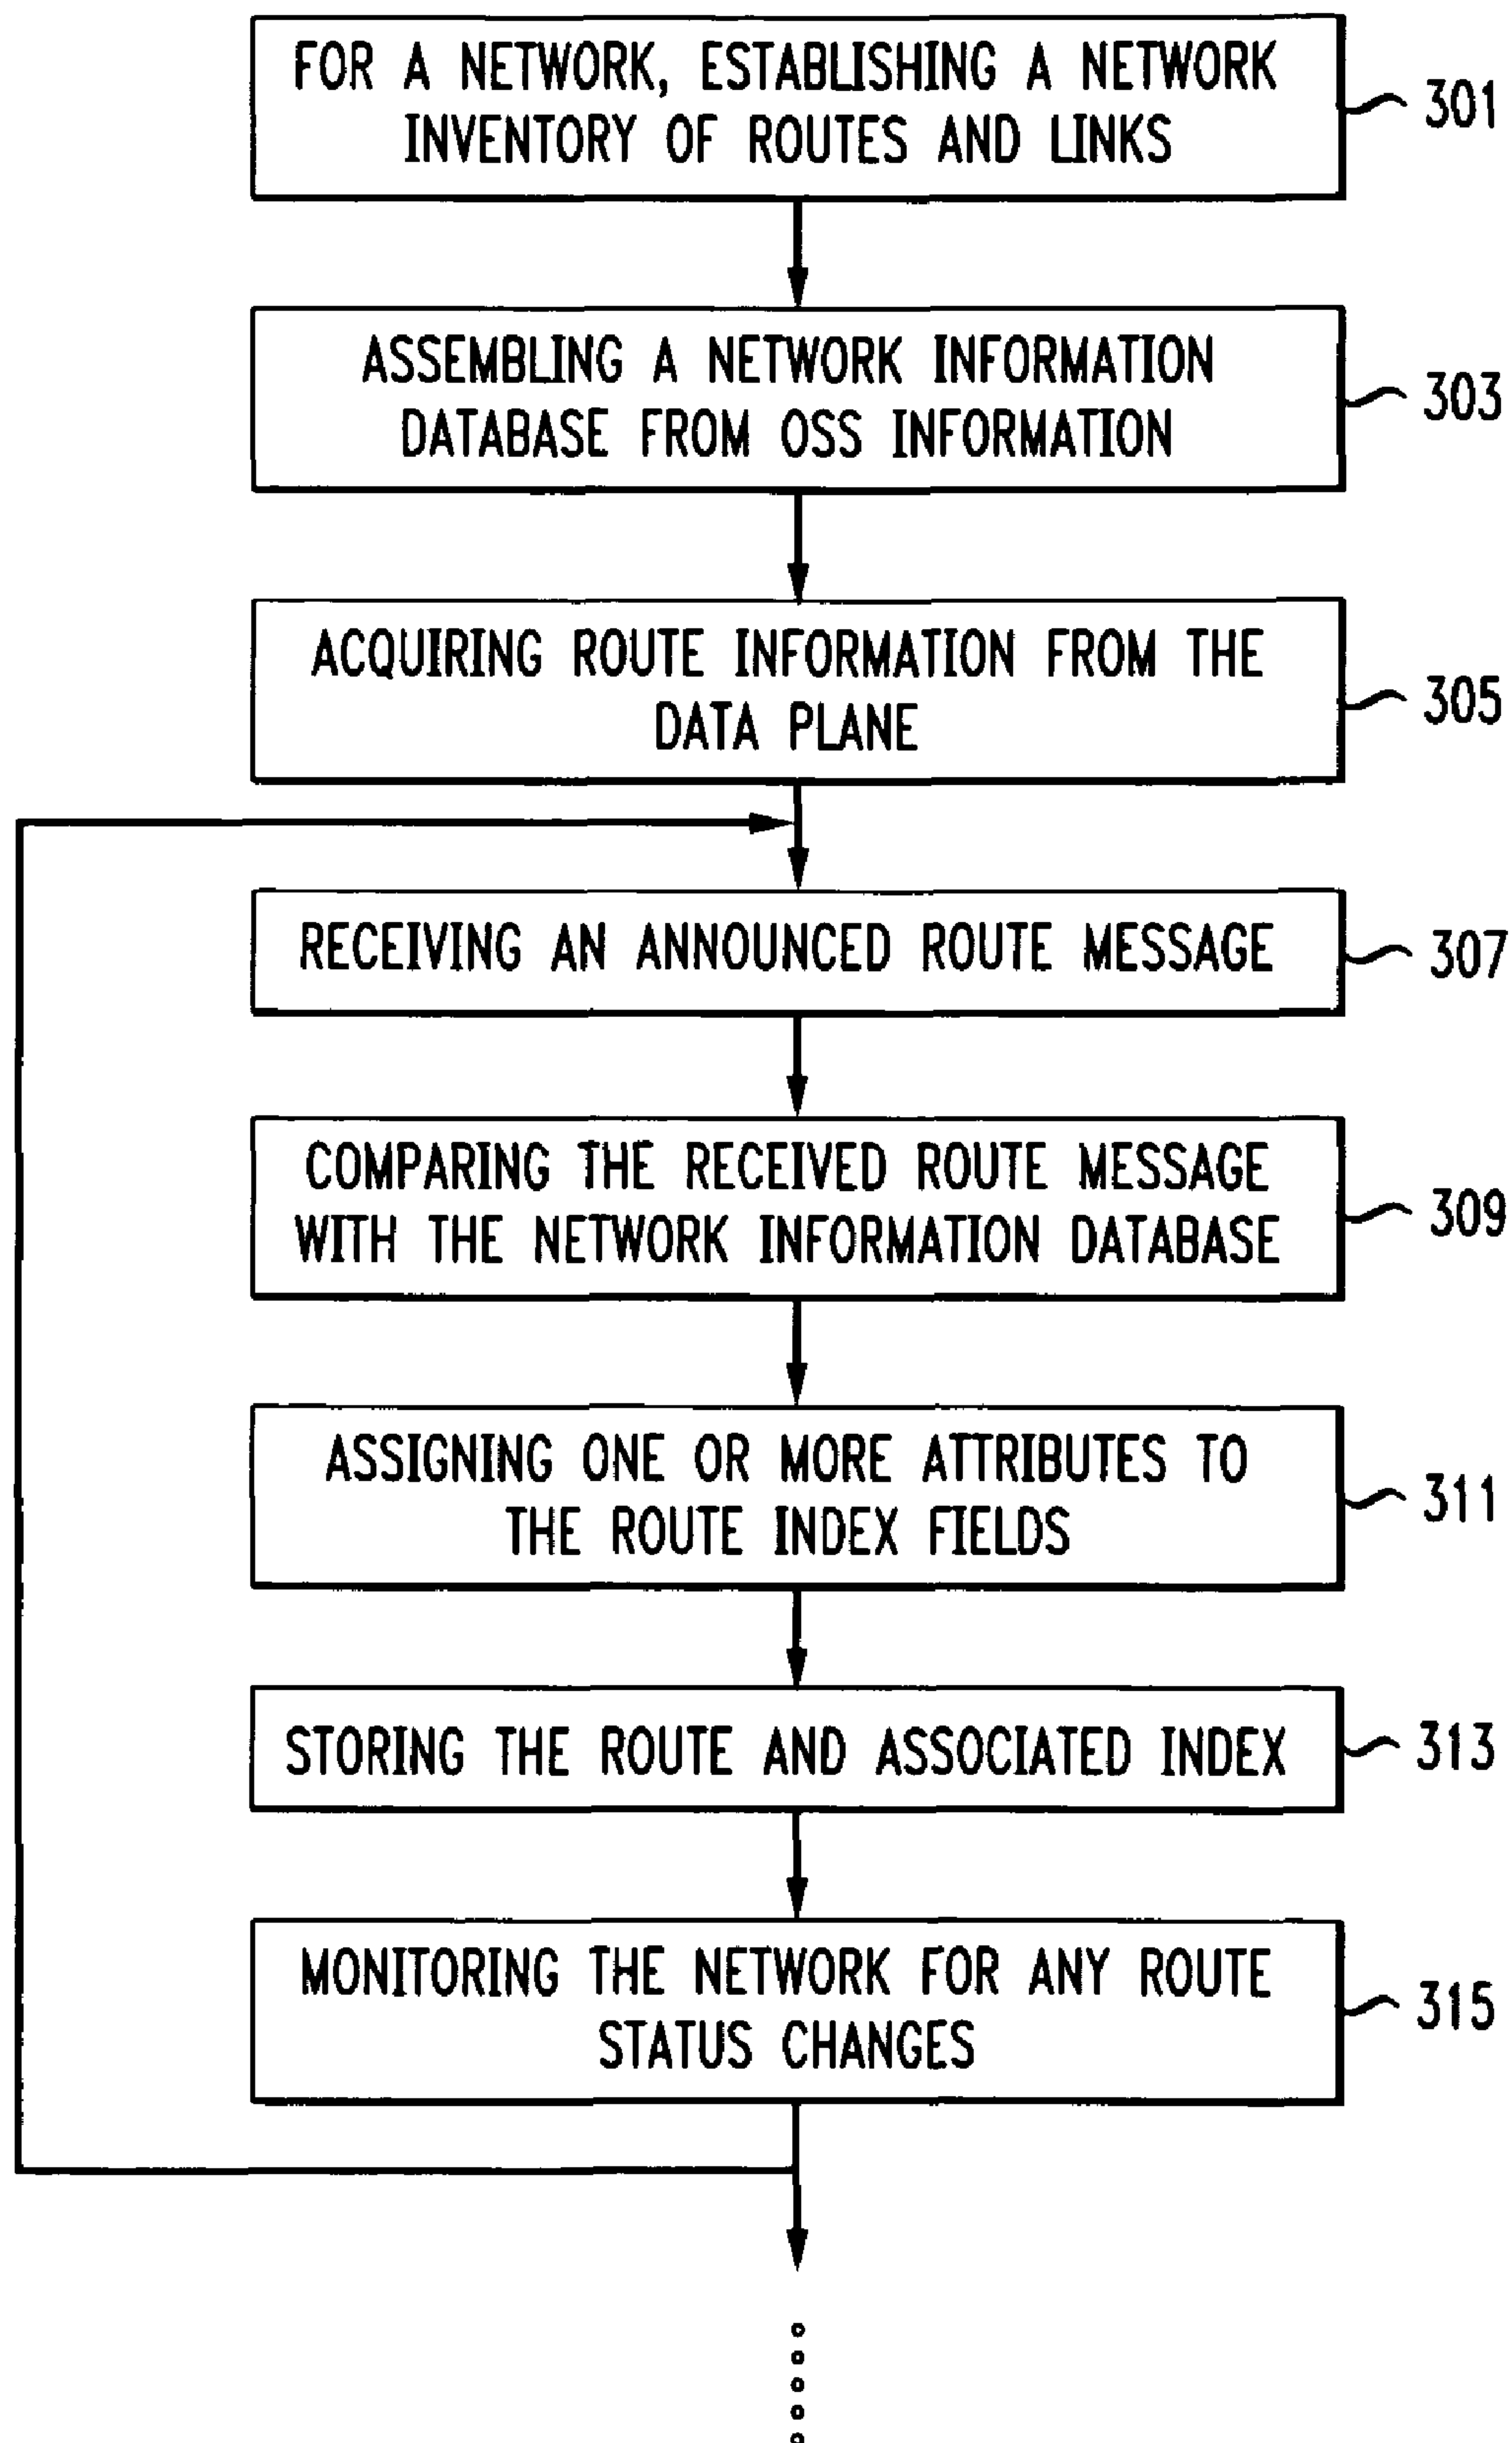 FOR A NETWORK, ESTABLISHING A NETWORK
INVENTORY OF ROUTES AND LINKS
301
ASSEMBLING A NETWORK INFORMATION
DATABASE FROM OSS INFORMATION
303
ACQUIRING ROUTE INFORMATION FROM THE
DATA PLANE
305
RECEIVING AN ANNOUNCED ROUTE MESSAGE
307
COMPARING THE RECEIVED ROUTE MESSAGE
WITH THE NETWORK INFORMATION DATABASE
309
ASSIGNING ONE OR MORE ATTRIBUTES TO
THE ROUTE INDEX FIELDS
311
STORING THE ROUTE AND ASSOCIATED INDEX
313
MONITORING THE NETWORK FOR ANY ROUTE
STATUS CHANGES
315